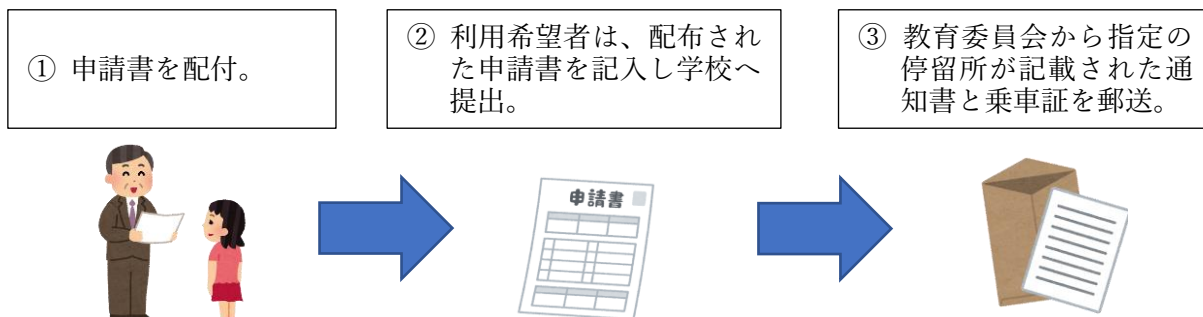 ① 申請書を配付。
② 利用希望者は、配布され
た申請書を記入し学校へ
提出。
③ 教育委員会から指定の
停留所が記載された通
知書と乗車証を郵送。
申請書